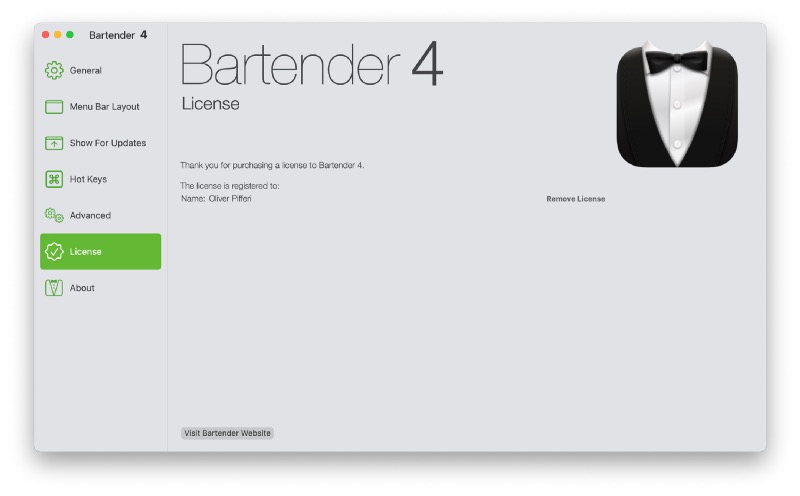 Bartender 4
General
Menu Bar Layout
Show For Updates
Hot Keys
Advanced
License
About
Bartender 4
License
Thank you for purchasing a license to Bartender 4.
The license is registered to:
Name: Oliver Pifferi
Remove License
Visit Bartender Website